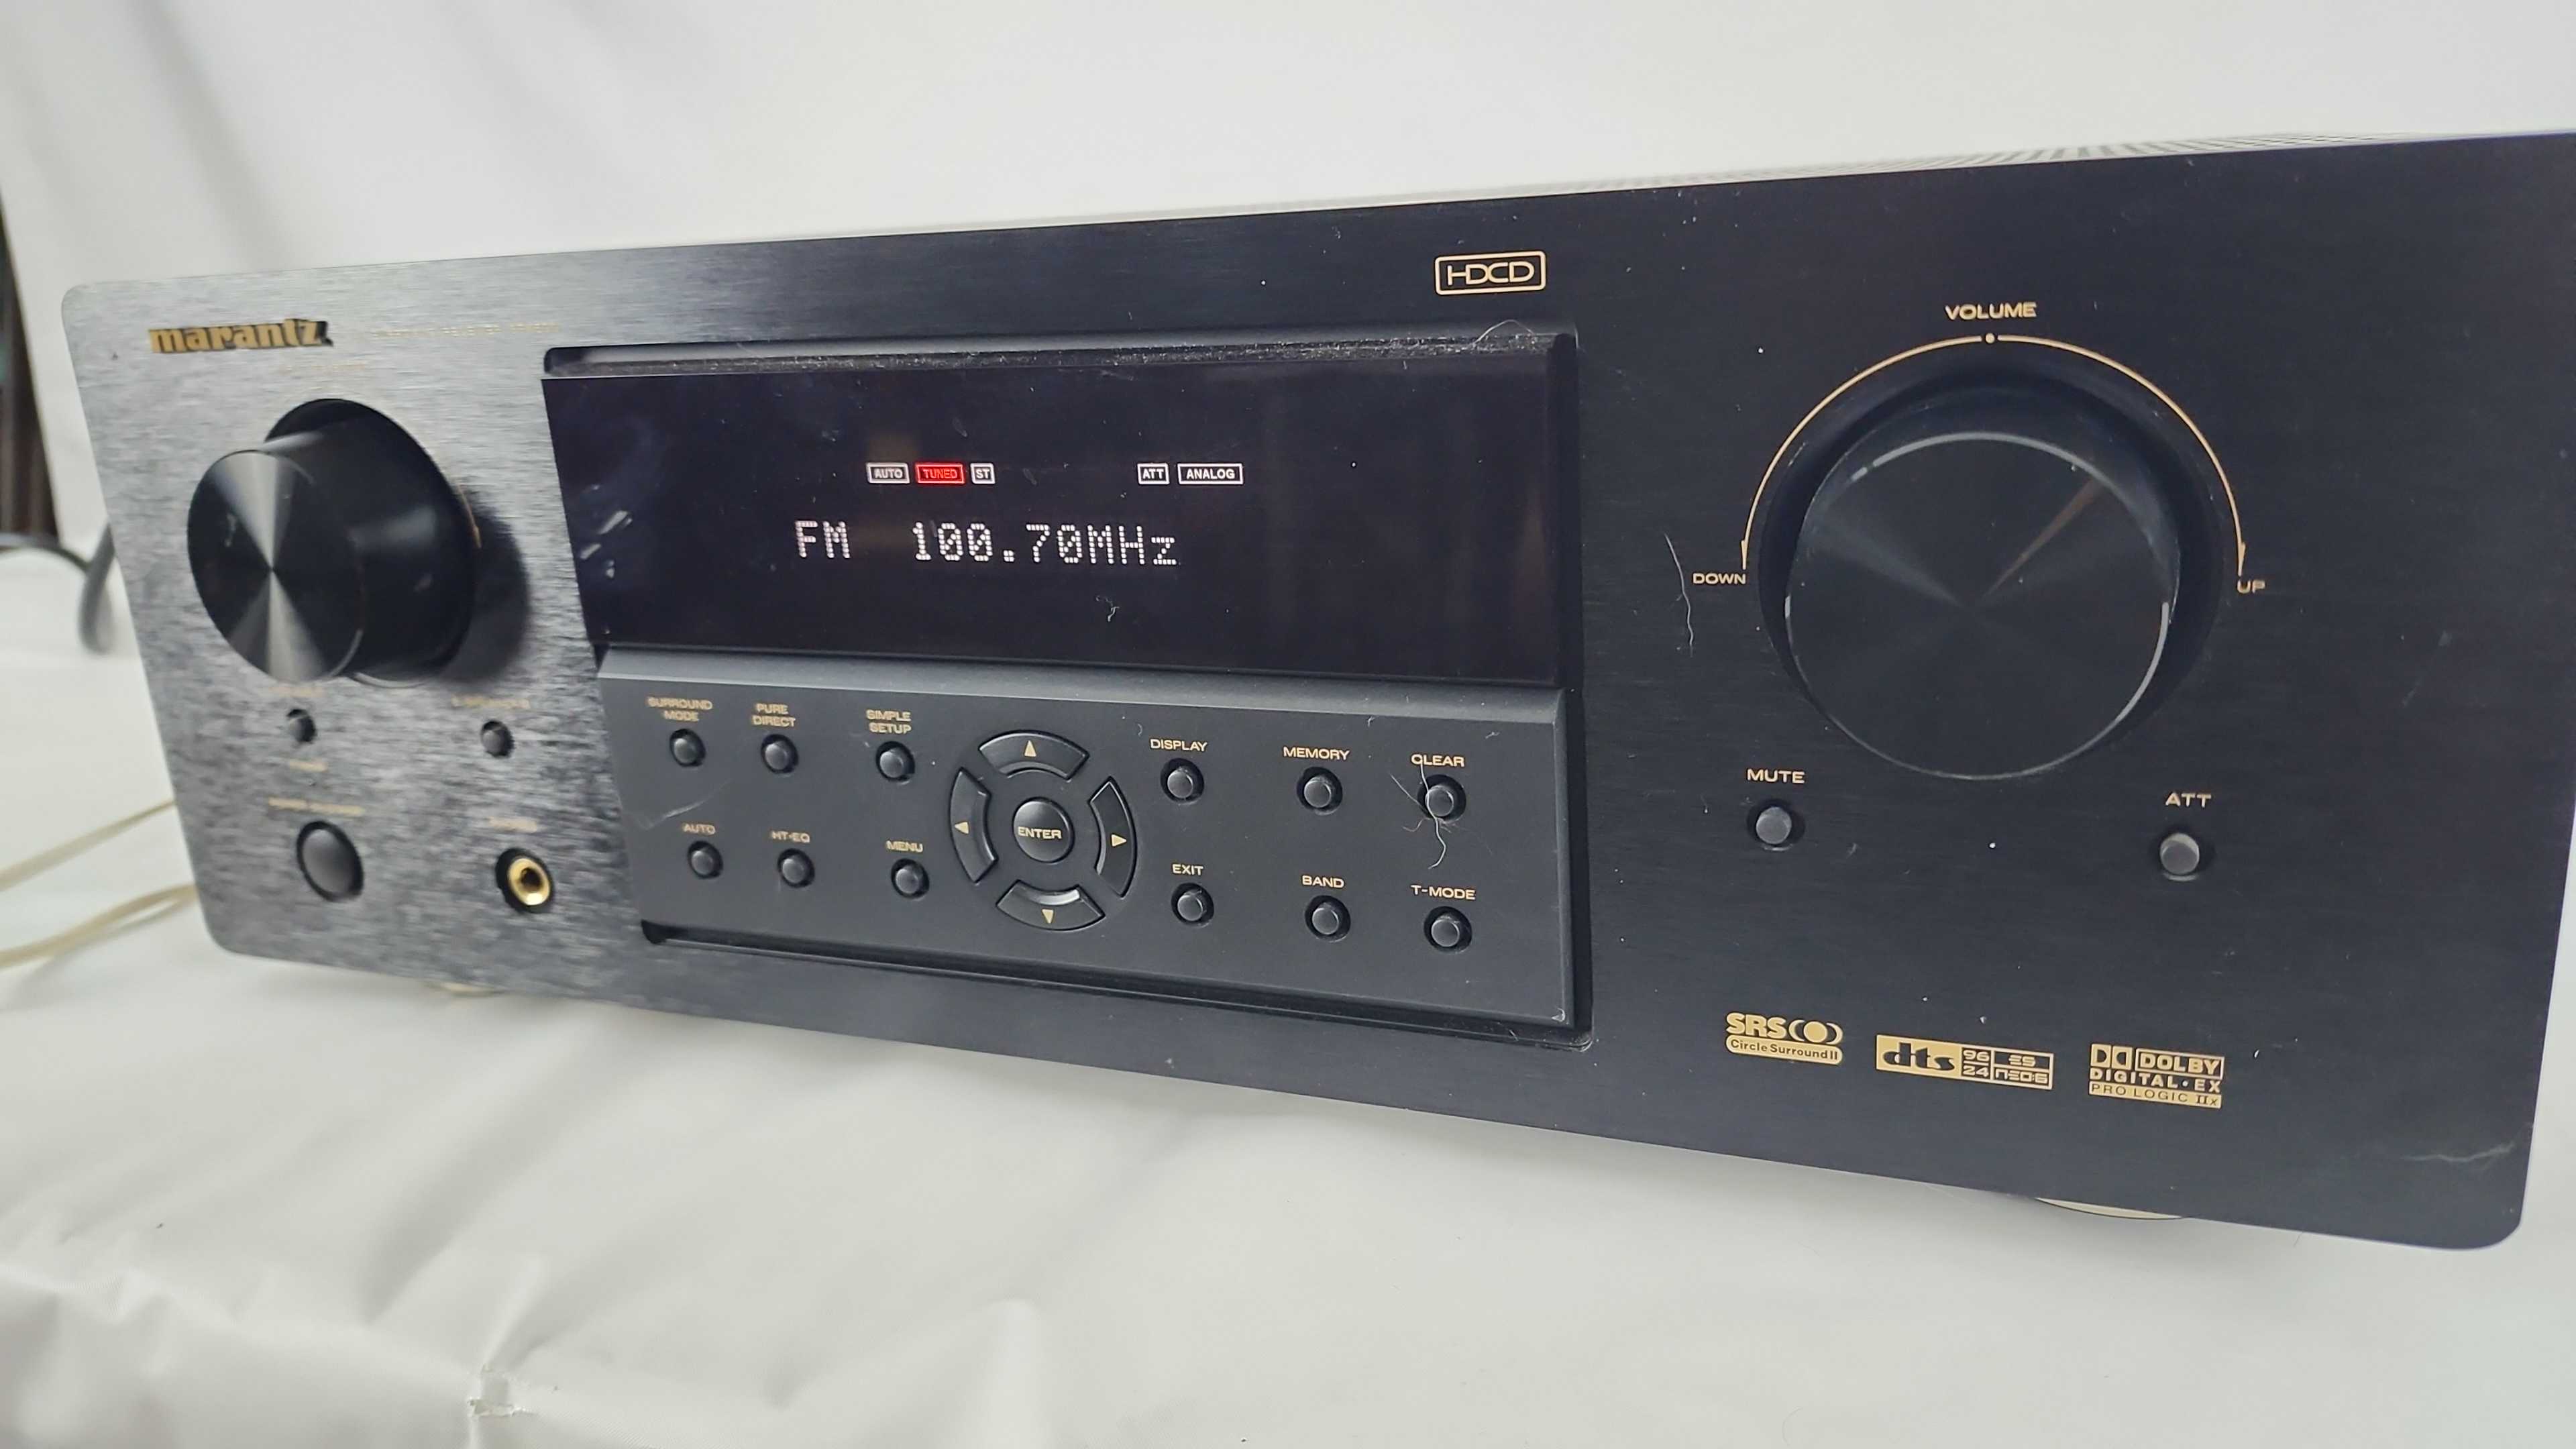 marantz
HDCD
VOLUME
DOWN
UP
AUTO TUNED ST ATT ANALOG
FM 100.70MHz
SURROUND
MODE
PURE
DIRECT
SIMPLE
SETUP
DISPLAY
MEMORY
CLEAR
AUTO
HT-EQ
MENU
ENTER
EXIT
BAND
T-MODE
MUTE
ATT
SRS
Circle Surround II
dts 96 24 ES NEO:6
DOLBY
DIGITAL•EX
PRO LOGIC IIx